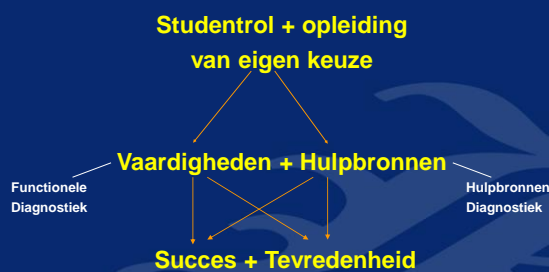 Studentrol + opleiding
van eigen keuze
Vaardigheden + Hulpbronnen
Functionele
Diagnostiek
Hulpbronnen
Diagnostiek
Succes + Tevredenheid